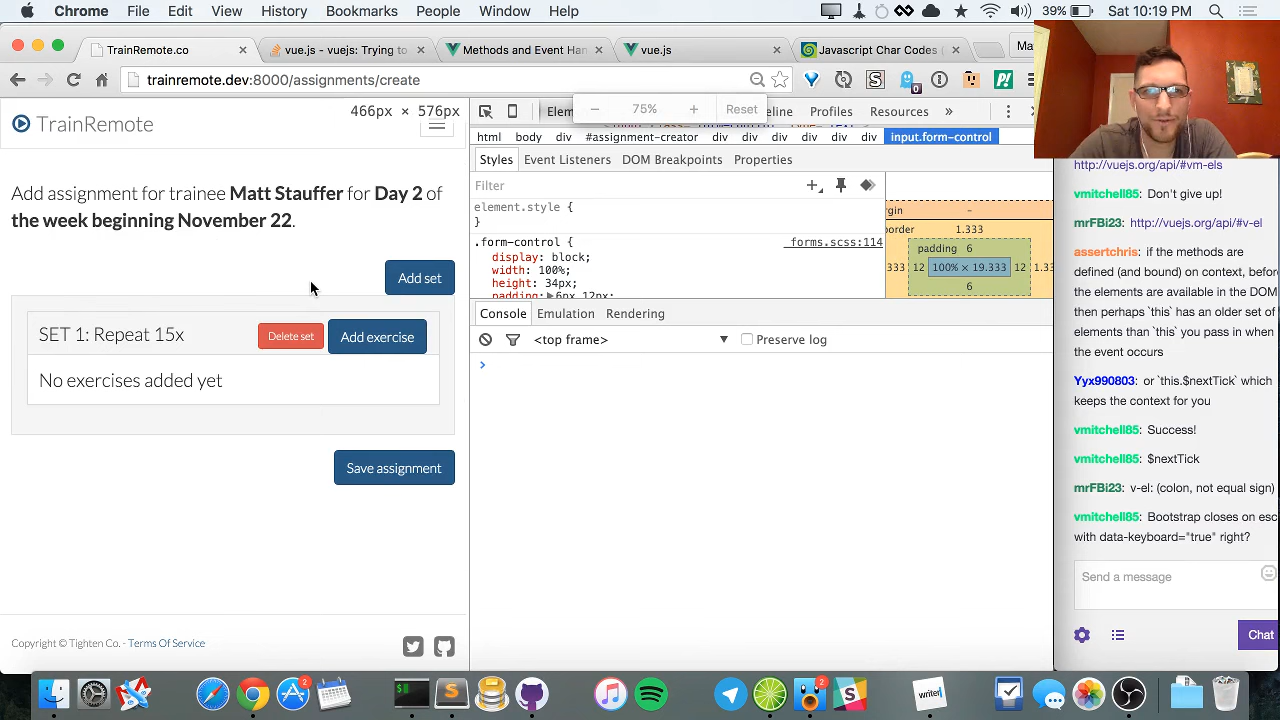 Chrome File Edit View History Bookmarks People Window Help
39% Sat 10:19 PM
TrainRemote.co
vue.js - vuejs: Trying to
Methods and Event Han
vue.js
Javascript Char Codes (
trainremote.dev:8000/assignments/create
TrainRemote
466px × 576px
75% Reset
Resources
Profiles
html body div #assignment-creator div div div input.form-control
Styles Event Listeners DOM Breakpoints Properties
Filter
element.style {
}
.form-control { _forms.scss:114
display: block;
width: 100%;
height: 34px;
padding: 6px 12px;
border 1.333
padding 6
12 100% × 19.333 12
6
Console Emulation Rendering
<top frame> Preserve log
Add assignment for trainee Matt Stauffer for Day 2 of
the week beginning November 22.
Add set
SET 1: Repeat 15x Delete set Add exercise
No exercises added yet
Save assignment
Copyright © Tighten Co. - Terms Of Service
http://vuejs.org/api/#vm-els
vmitchell85: Don't give up!
mrFBi23: http://vuejs.org/api/#v-el
assertchris: if the methods are
defined (and bound) on context, before
the elements are available in the DOM
then perhaps `this` has an older set of
elements than `this` you pass in when
the event occurs
Yyx990803: or `this.$nextTick` which
keeps the context for you
vmitchell85: Success!
vmitchell85: $nextTick
mrFBi23: v-el: (colon, not equal sign)
vmitchell85: Bootstrap closes on esc
with data-keyboard="true" right?
Send a message
Chat
writer